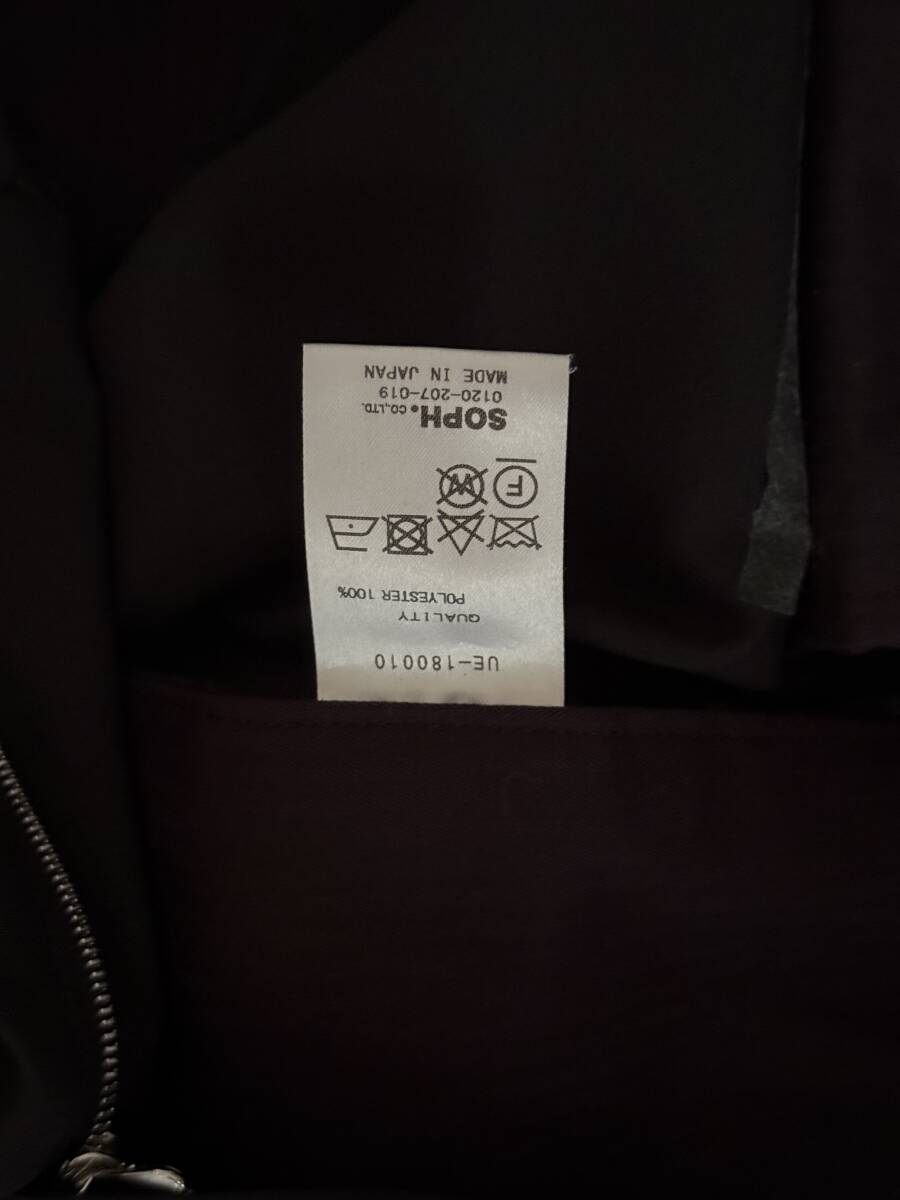 UE-180010
QUALITY
POLYESTER 100%
F W
SOPH. CO.,LTD.
0120-207-019
MADE IN JAPAN